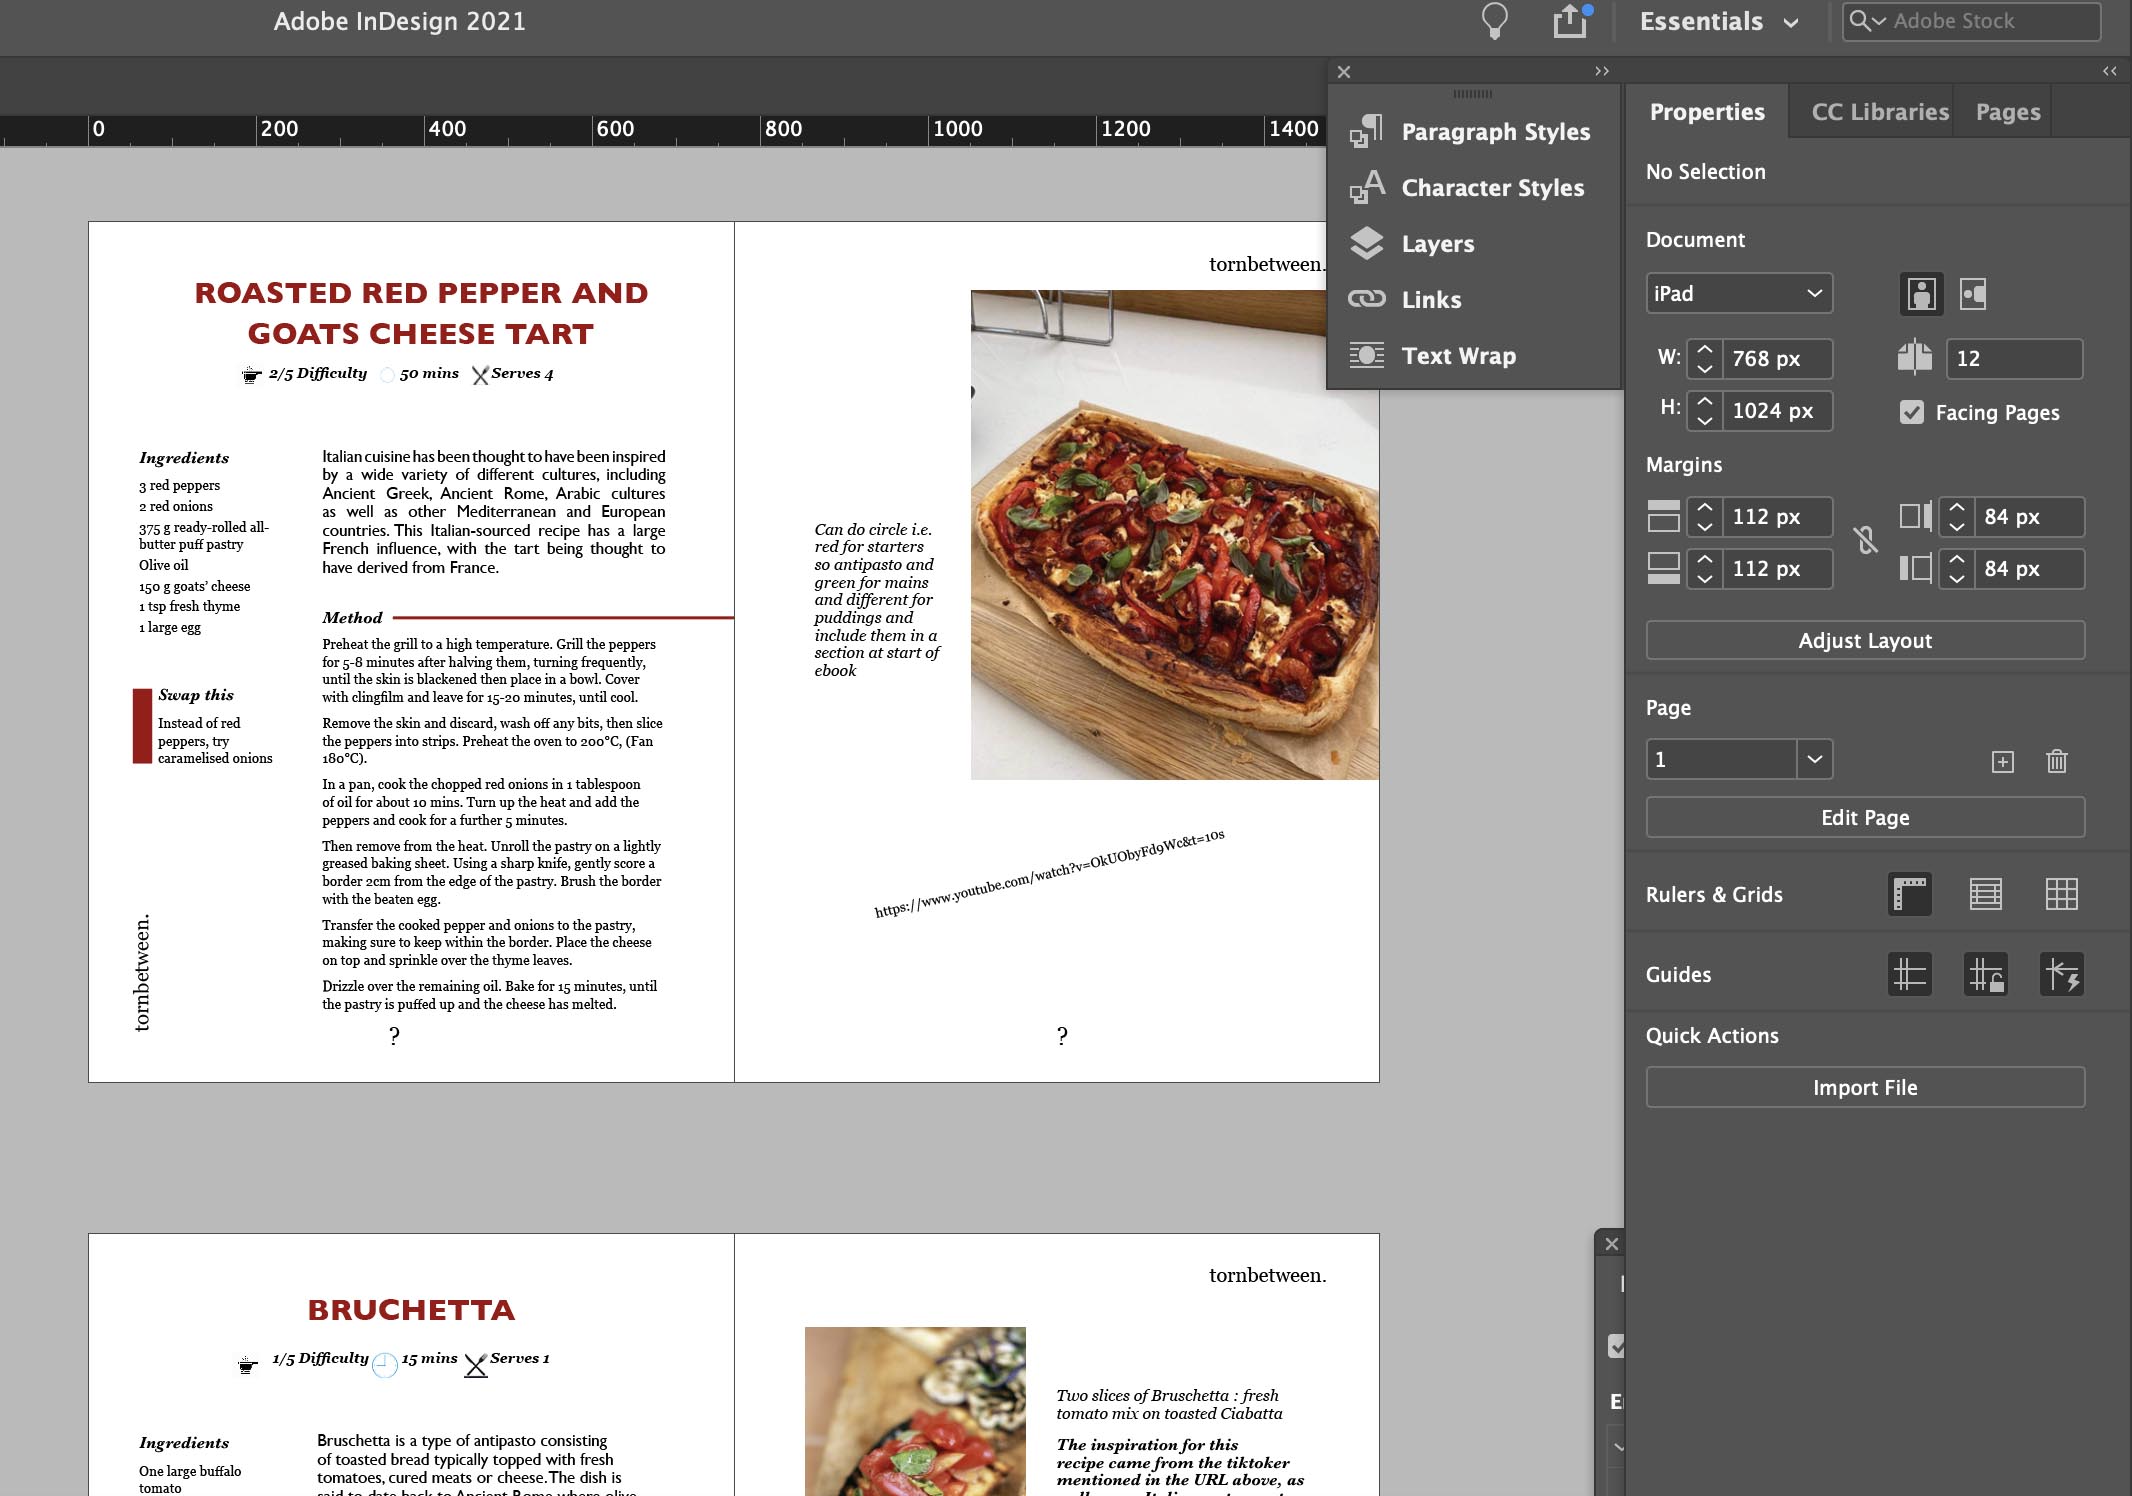 Adobe InDesign 2021
Essentials
Adobe Stock
0 200 400 600 800 1000 1200 1400
Paragraph Styles
Character Styles
Layers
Links
Text Wrap
Properties
CC Libraries
Pages
No Selection
Document
iPad
W: 768 px
12
H: 1024 px
Facing Pages
Margins
112 px
84 px
112 px
84 px
Adjust Layout
Page
1
Edit Page
Rulers & Grids
Guides
Quick Actions
Import File
ROASTED RED PEPPER AND
GOATS CHEESE TART
2/5 Difficulty 50 mins Serves 4
Ingredients
3 red peppers
2 red onions
375 g ready-rolled all-
butter puff pastry
Olive oil
150 g goats' cheese
1 tsp fresh thyme
1 large egg
Swap this
Instead of red
peppers, try
caramelised onions
tornbetween.
Italian cuisine has been thought to have been inspired
by a wide variety of different cultures, including
Ancient Greek, Ancient Rome, Arabic cultures
as well as other Mediterranean and European
countries. This Italian-sourced recipe has a large
French influence, with the tart being thought to
have derived from France.
Method
Preheat the grill to a high temperature. Grill the peppers
for 5-8 minutes after halving them, turning frequently,
until the skin is blackened then place in a bowl. Cover
with clingfilm and leave for 15-20 minutes, until cool.
Remove the skin and discard, wash off any bits, then slice
the peppers into strips. Preheat the oven to 200°C, (Fan
180°C).
In a pan, cook the chopped red onions in 1 tablespoon
of oil for about 10 mins. Turn up the heat and add the
peppers and cook for a further 5 minutes.
Then remove from the heat. Unroll the pastry on a lightly
greased baking sheet. Using a sharp knife, gently score a
border 2cm from the edge of the pastry. Brush the border
with the beaten egg.
Transfer the cooked pepper and onions to the pastry,
making sure to keep within the border. Place the cheese
on top and sprinkle over the thyme leaves.
Drizzle over the remaining oil. Bake for 15 minutes, until
the pastry is puffed up and the cheese has melted.
?
tornbetween.
Can do circle i.e.
red for starters
so antipasto and
green for mains
and different for
puddings and
include them in a
section at start of
ebook
https://www.youtube.com/watch?v=OkUObyFd9Wc&t=10s
?
BRUCHETTA
1/5 Difficulty 15 mins Serves 1
Ingredients
One large buffalo
tomato
Bruschetta is a type of antipasto consisting
of toasted bread typically topped with fresh
tomatoes, cured meats or cheese. The dish is
said to date back to Ancient Rome where olive
tornbetween.
Two slices of Bruschetta : fresh
tomato mix on toasted Ciabatta
The inspiration for this
recipe came from the tiktoker
mentioned in the URL above, as